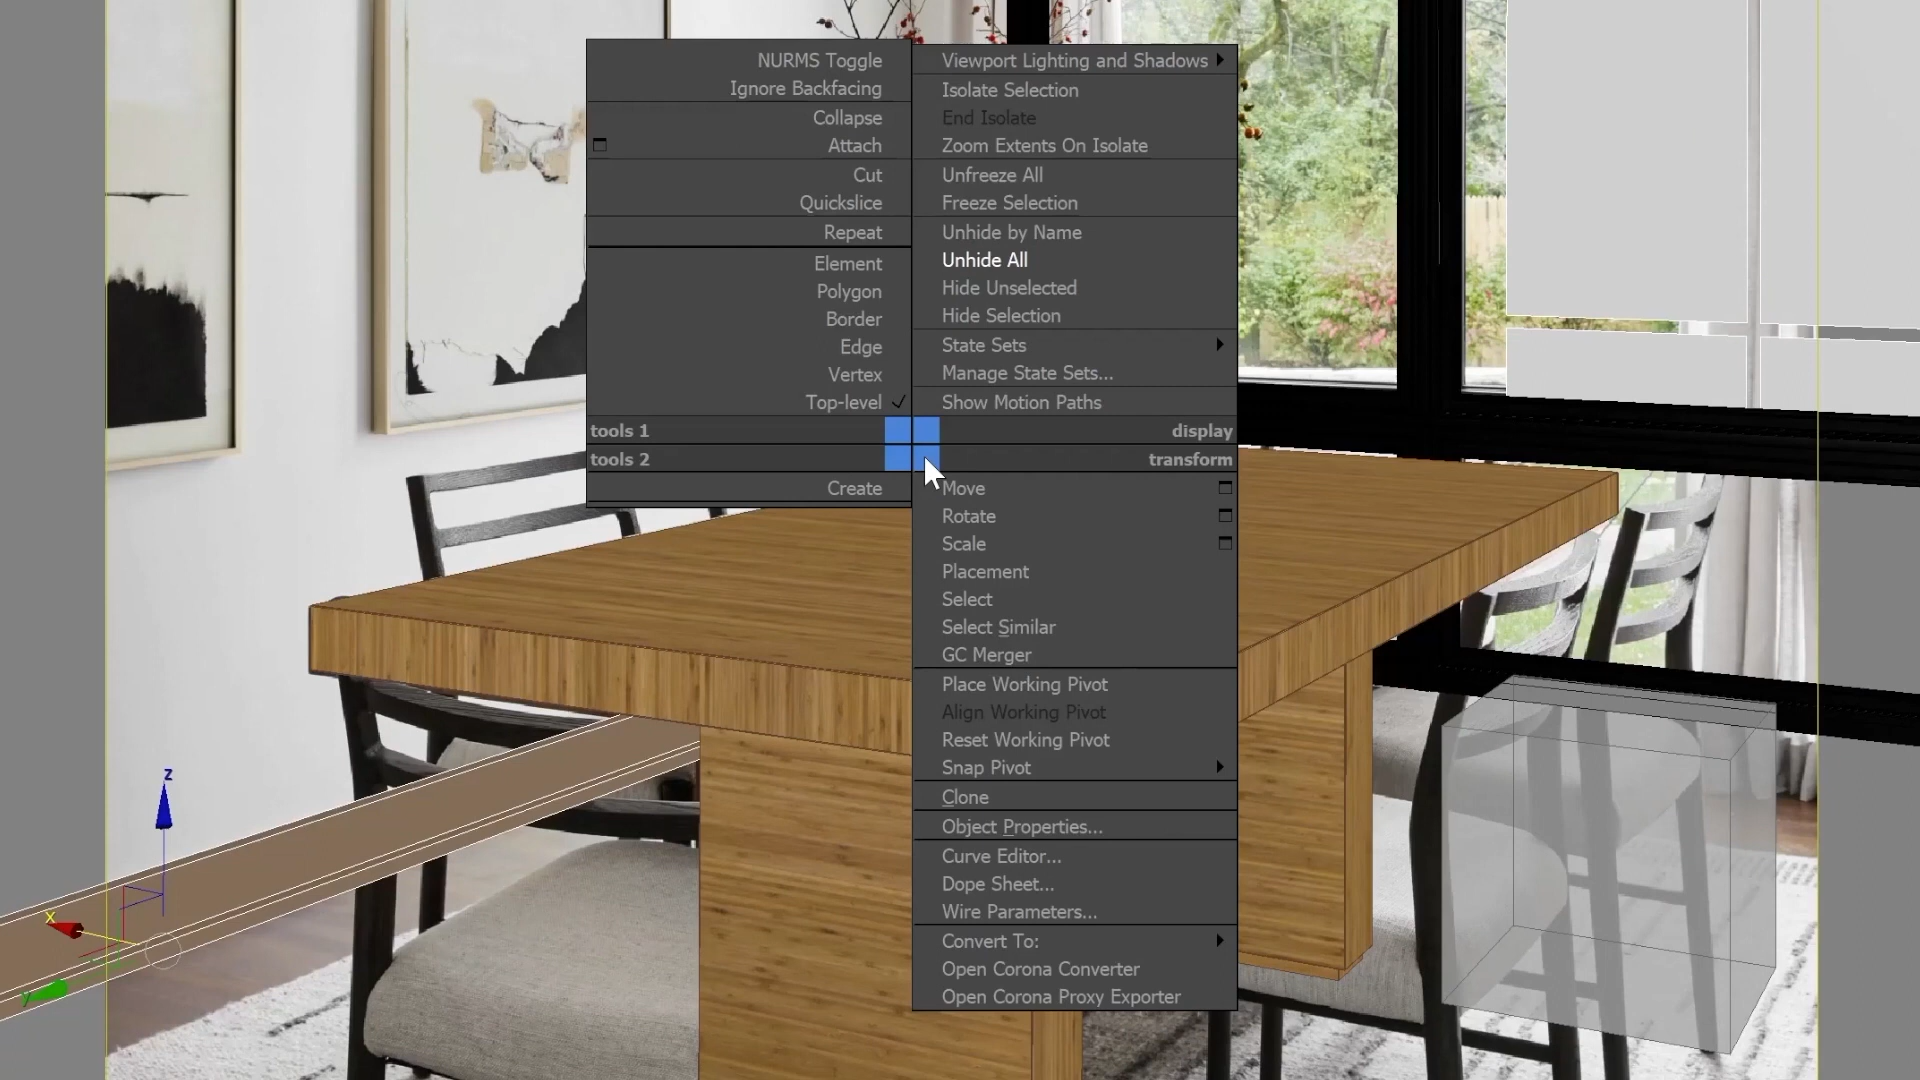 NURMS Toggle
Ignore Backfacing
Collapse
Attach
Cut
Quickslice
Repeat
Element
Polygon
Border
Edge
Vertex
Top-level
tools 1
tools 2
Create
Viewport Lighting and Shadows
Isolate Selection
End Isolate
Zoom Extents On Isolate
Unfreeze All
Freeze Selection
Unhide by Name
Unhide All
Hide Unselected
Hide Selection
State Sets
Manage State Sets...
Show Motion Paths
display
transform
Move
Rotate
Scale
Placement
Select
Select Similar
GC Merger
Place Working Pivot
Align Working Pivot
Reset Working Pivot
Snap Pivot
Clone
Object Properties...
Curve Editor...
Dope Sheet...
Wire Parameters...
Convert To:
Open Corona Converter
Open Corona Proxy Exporter
z
x
y